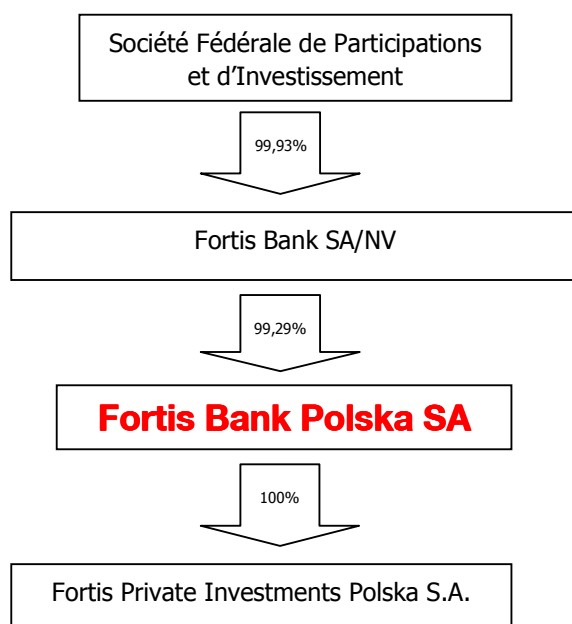 Société Fédérale de Participations
et d'Investissement
99,93%
Fortis Bank SA/NV
99,29%
Fortis Bank Polska SA
100%
Fortis Private Investments Polska S.A.